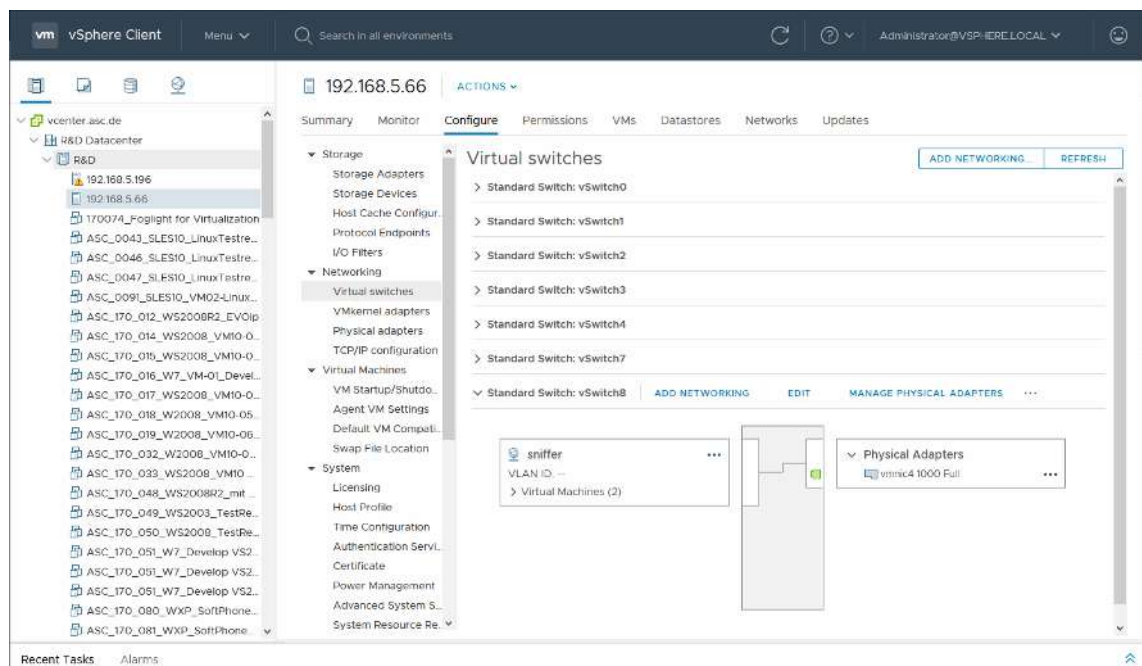 vm vSphere Client Menu Search in all environments Administrator@VSPHERE.LOCAL
192.168.5.66 ACTIONS
Summary Monitor Configure Permissions VMs Datastores Networks Updates
vcenter.asc.de
R&D Datacenter
R&D
192.168.5.196
192.168.5.66
170074_Foglight for Virtualization
ASC_0043_SLES10_LinuxTestre...
ASC_0046_SLES10_LinuxTestre...
ASC_0047_SLES10_LinuxTestre...
ASC_0091_SLES10_VM02-Linux...
ASC_170_012_WS2008R2_EVOip
ASC_170_014_WS2008_VM10-0...
ASC_170_015_WS2008_VM10-0...
ASC_170_016_W7_VM-01_Devel...
ASC_170_017_WS2008_VM10-0...
ASC_170_018_W2008_VM10-05...
ASC_170_019_W2008_VM10-06...
ASC_170_032_W2008_VM10-0...
ASC_170_033_WS2008_VM10 ...
ASC_170_048_WS2008R2_mit ...
ASC_170_049_WS2003_TestRe...
ASC_170_050_WS2008_TestRe...
ASC_170_051_W7_Develop VS2...
ASC_170_051_W7_Develop VS2...
ASC_170_051_W7_Develop VS2...
ASC_170_080_WXP_SoftPhone...
ASC_170_081_WXP_SoftPhone...
Storage
Storage Adapters
Storage Devices
Host Cache Configur...
Protocol Endpoints
I/O Filters
Networking
Virtual switches
VMkernel adapters
Physical adapters
TCP/IP configuration
Virtual Machines
VM Startup/Shutdo...
Agent VM Settings
Default VM Compati...
Swap File Location
System
Licensing
Host Profile
Time Configuration
Authentication Servi...
Certificate
Power Management
Advanced System S...
System Resource Re...
Virtual switches ADD NETWORKING... REFRESH
Standard Switch: vSwitch0
Standard Switch: vSwitch1
Standard Switch: vSwitch2
Standard Switch: vSwitch3
Standard Switch: vSwitch4
Standard Switch: vSwitch7
Standard Switch: vSwitch8 ADD NETWORKING EDIT MANAGE PHYSICAL ADAPTERS ...
sniffer ...
VLAN ID: --
Virtual Machines (2)
Physical Adapters
vmnic4 1000 Full ...
Recent Tasks Alarms